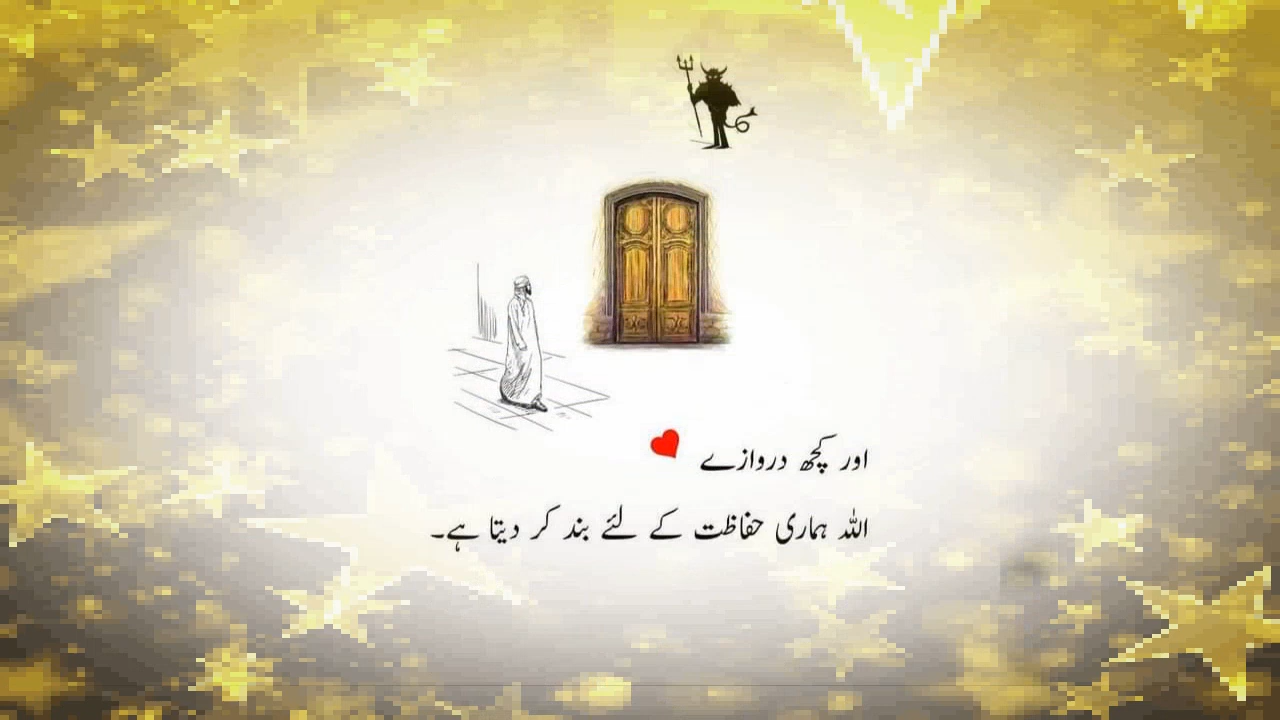 اور کچھ دروازے
اللہ ہماری حفاظت کے لئے بند کر دیتا ہے۔